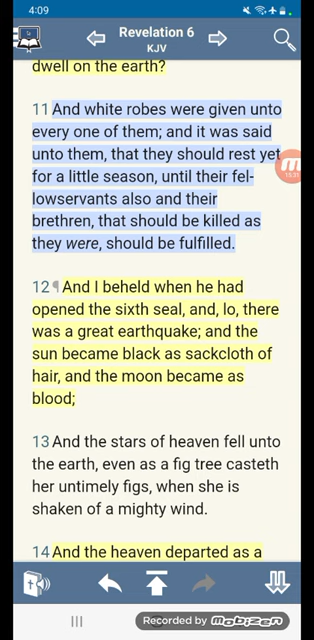 4:09
Revelation 6
KJV
dwell on the earth?
11 And white robes were given unto
every one of them; and it was said
unto them, that they should rest yet
for a little season, until their fel-
lowservants also and their
brethren, that should be killed as
they were, should be fulfilled.
12 ¶ And I beheld when he had
opened the sixth seal, and, lo, there
was a great earthquake; and the
sun became black as sackcloth of
hair, and the moon became as
blood;
13 And the stars of heaven fell unto
the earth, even as a fig tree casteth
her untimely figs, when she is
shaken of a mighty wind.
14 And the heaven departed as a
Recorded by Mobizen